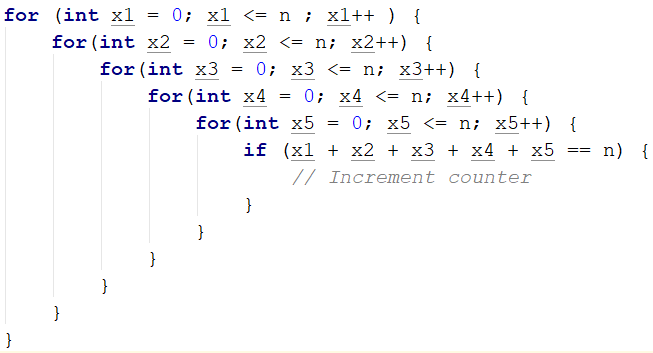 for (int x1 = 0; x1 <= n ; x1++ ) {
for(int x2 = 0; x2 <= n; x2++) {
for(int x3 = 0; x3 <= n; x3++) {
for(int x4 = 0; x4 <= n; x4++) {
for(int x5 = 0; x5 <= n; x5++) {
if (x1 + x2 + x3 + x4 + x5 == n) {
// Increment counter
}
}
}
}
}
}